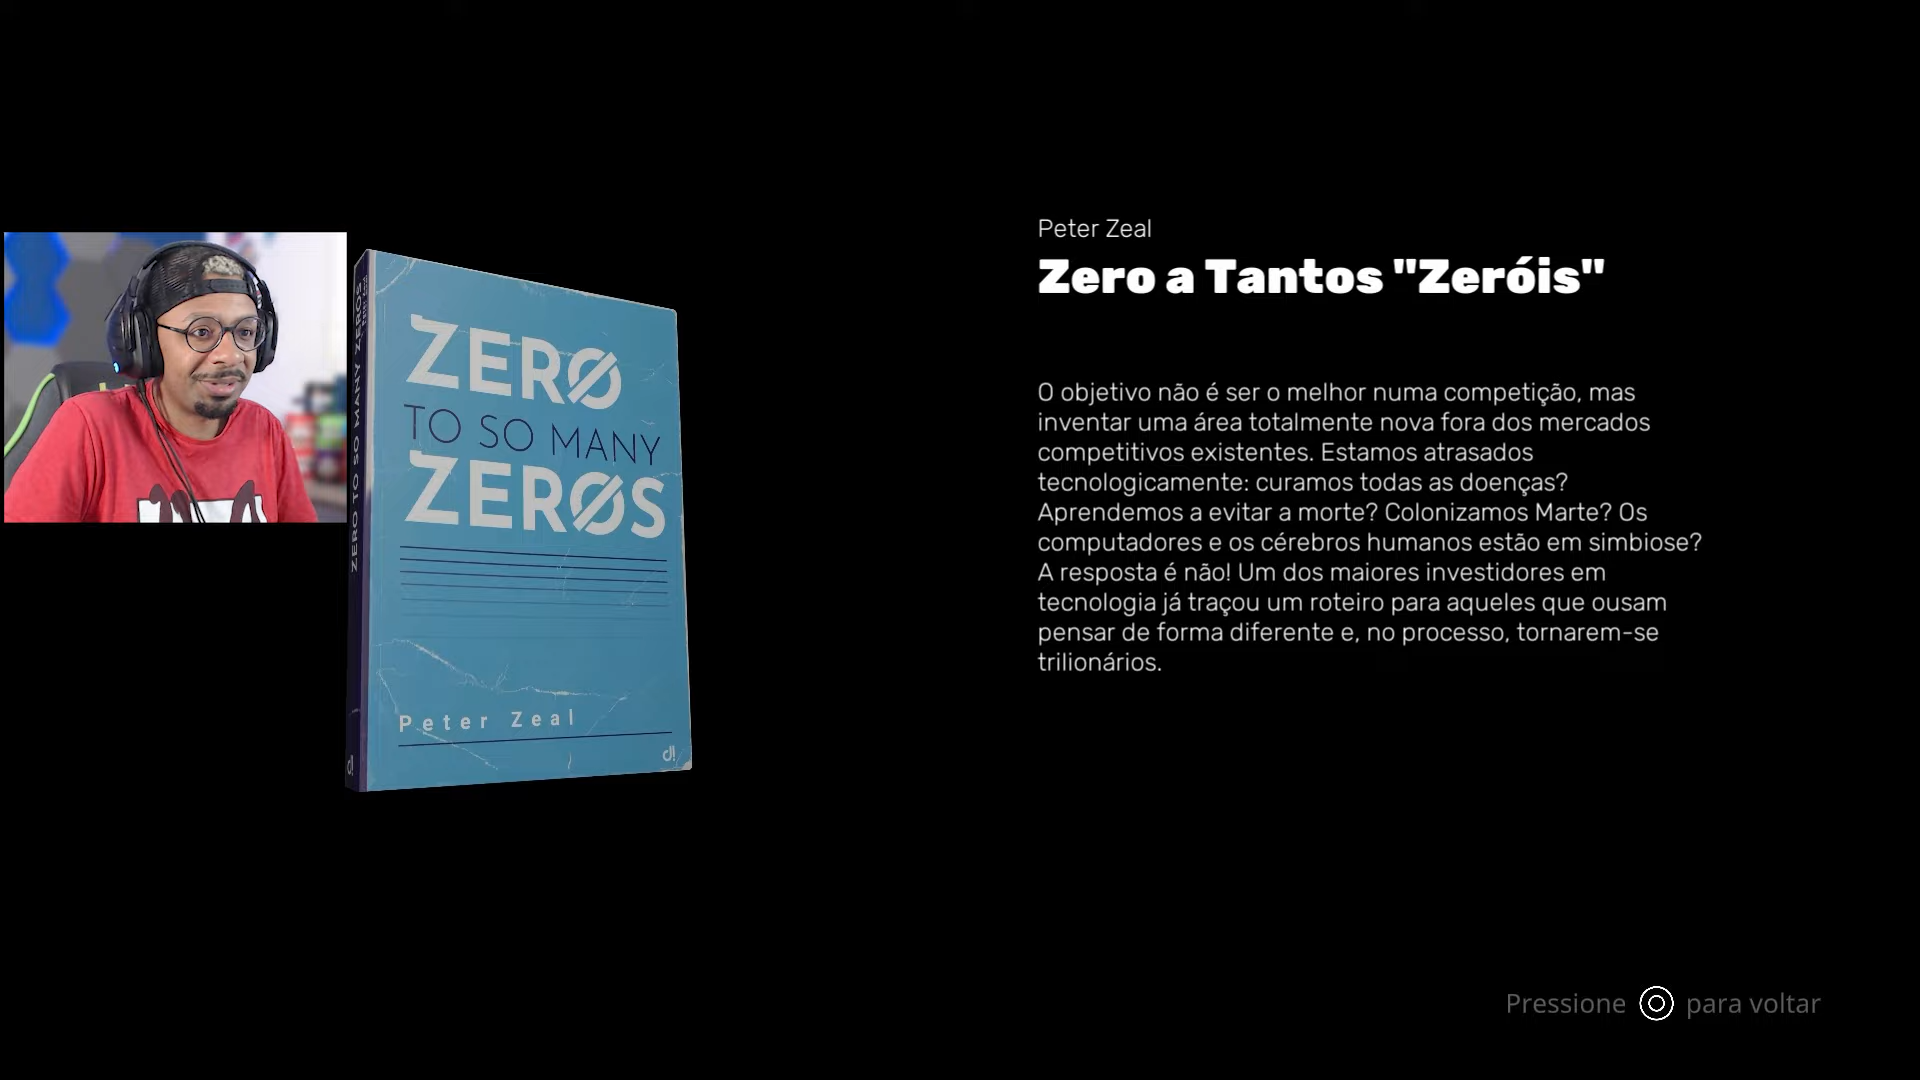 Peter Zeal
Zero a Tantos "Zeróis"
O objetivo não é ser o melhor numa competição, mas
inventar uma área totalmente nova fora dos mercados
competitivos existentes. Estamos atrasados
tecnologicamente: curamos todas as doenças?
Aprendemos a evitar a morte? Colonizamos Marte? Os
computadores e os cérebros humanos estão em simbiose?
A resposta é não! Um dos maiores investidores em
tecnologia já traçou um roteiro para aqueles que ousam
pensar de forma diferente e, no processo, tornarem-se
trilionários.
ZERØ
TO SO MANY
ZERØS
Peter Zeal
d!
ZERO TO SO MANY ZEROS
d!
Pressione para voltar